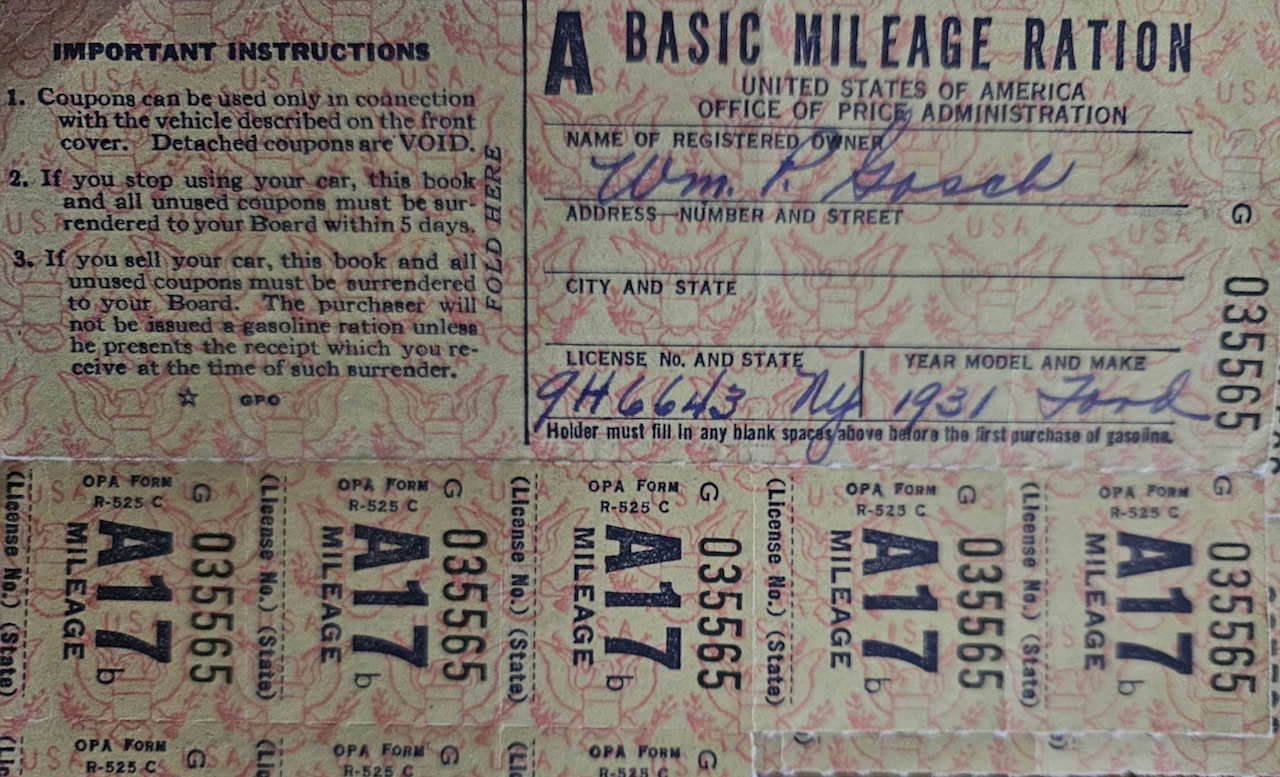 IMPORTANT INSTRUCTIONS
1. Coupons can be used only in connection
with the vehicle described on the front
cover. Detached coupons are VOID.
2. If you stop using your car, this book
and all unused coupons must be sur-
rendered to your Board within 5 days.
3. If you sell your car, this book and all
unused coupons must be surrendered
to your Board. The purchaser will
not be issued a gasoline ration unless
he presents the receipt which you re-
ceive at the time of such surrender.
☆ GPO
FOLD HERE
A BASIC MILEAGE RATION
UNITED STATES OF AMERICA
OFFICE OF PRICE ADMINISTRATION
NAME OF REGISTERED OWNER
Wm. P. Gosch
ADDRESS—NUMBER AND STREET
CITY AND STATE
LICENSE No. AND STATE
9H6643 Ny
YEAR MODEL AND MAKE
1931 Ford
Holder must fill in any blank spaces above before the first purchase of gasoline.
G 035565
(License No.) (State)
OPA FORM
R-525 C
MILEAGE
A17 b
G 035565
(License No.) (State)
OPA FORM
R-525 C
MILEAGE
A17 b
G 035565
(License No.) (State)
OPA FORM
R-525 C
MILEAGE
A17 b
G 035565
(License No.) (State)
OPA FORM
R-525 C
MILEAGE
A17 b
G 035565
(License No.) (State)
OPA FORM
R-525 C
MILEAGE
A17 b
G 035565
OPA FORM
R-525 C
G
OPA FORM
R-525 C
G
OPA FORM
R-525 C
G